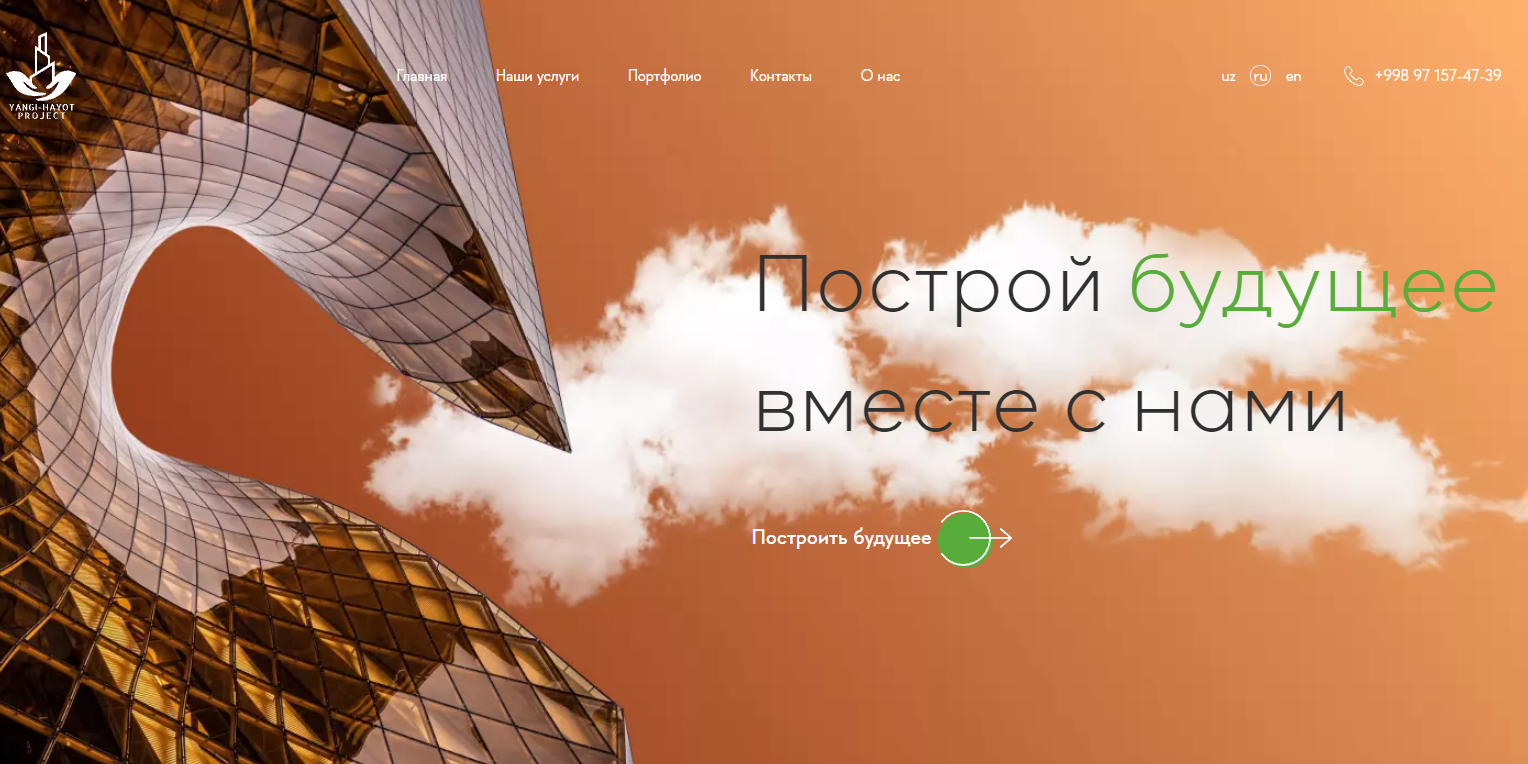 YANGI-HAYOT
PROJECT
Главная Наши услуги Портфолио Контакты О нас uz ru en +998 97 157-47-39
Построй будущее
вместе с нами
Построить будущее